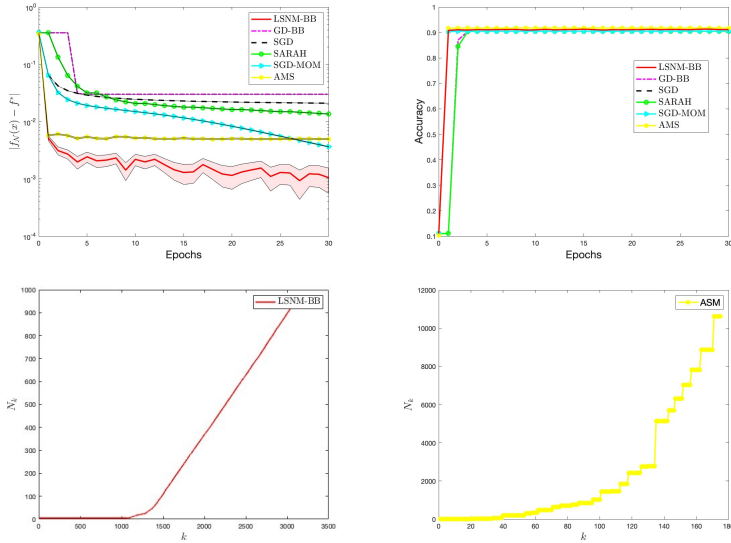 10⁰
10⁻¹
10⁻²
10⁻³
10⁻⁴
|f_N(x) − f*|
0 5 10 15 20 25 30
Epochs
LSNM-BB
GD-BB
SGD
SARAH
SGD-MOM
AMS
1
0.9
0.8
0.7
0.6
0.5
0.4
0.3
0.2
0.1
Accuracy
0 5 10 15 20 25 30
Epochs
LSNM-BB
GD-BB
SGD
SARAH
SGD-MOM
AMS
1000
900
800
700
600
500
400
300
200
100
0
N_k
0 500 1000 1500 2000 2500 3000 3500
k
LSNM-BB
12000
10000
8000
6000
4000
2000
0
N_k
0 20 40 60 80 100 120 140 160 180
k
ASM